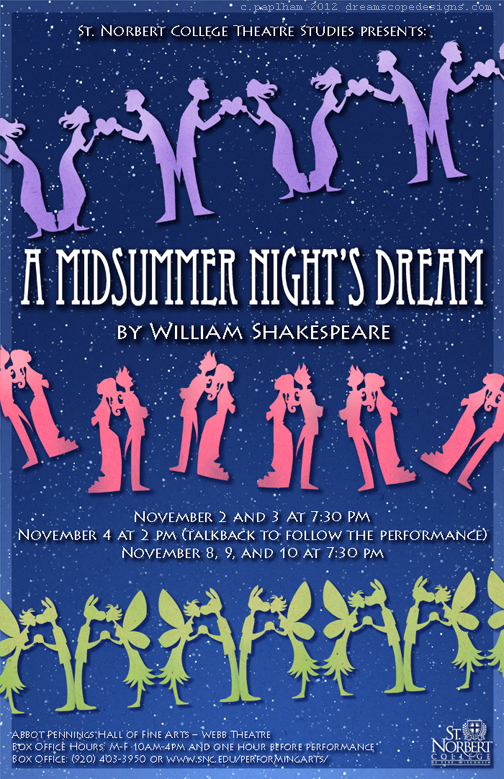 c.paplham 2012 dreamscopedesigns.com
St. Norbert College Theatre Studies presents:
A MIDSUMMER NIGHT'S DREAM
by William Shakespeare
November 2 and 3 at 7:30 pm
November 4 at 2 pm (talkback to follow the performance)
November 8, 9, and 10 at 7:30 pm
Abbot Pennings Hall of Fine Arts – Webb Theatre
Box Office Hours: M-F 10am-4pm and one hour before performance
Box Office: (920) 403-3950 or www.snc.edu/performingarts/
St.
Norbert
COLLEGE